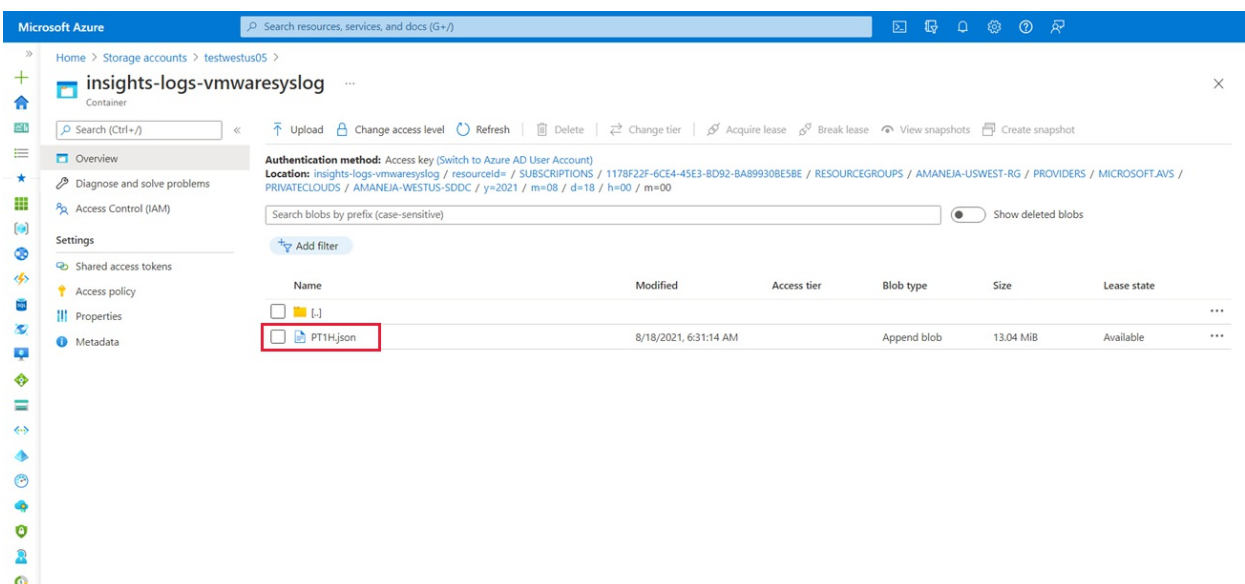 Microsoft Azure
Search resources, services, and docs (G+/)
Home > Storage accounts > testwestus05 >
insights-logs-vmwaresyslog ...
Container
Search (Ctrl+/)
Upload Change access level Refresh Delete Change tier Acquire lease Break lease View snapshots Create snapshot
Overview
Diagnose and solve problems
Access Control (IAM)
Settings
Shared access tokens
Access policy
Properties
Metadata
Authentication method: Access key (Switch to Azure AD User Account)
Location: insights-logs-vmwaresyslog / resourceId= / SUBSCRIPTIONS / 1178F22F-6CE4-45E3-BD92-BA89930BE5BE / RESOURCEGROUPS / AMANEJA-USWEST-RG / PROVIDERS / MICROSOFT.AVS /
PRIVATECLOUDS / AMANEJA-WESTUS-SDDC / y=2021 / m=08 / d=18 / h=00 / m=00
Search blobs by prefix (case-sensitive)
Show deleted blobs
Add filter
Name Modified Access tier Blob type Size Lease state
[..]
PT1H.json 8/18/2021, 6:31:14 AM Append blob 13.04 MiB Available
SQL